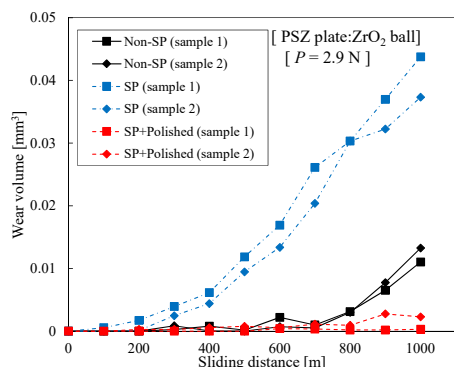 [ PSZ plate:ZrO₂ ball]
[ P = 2.9 N ]
Non-SP (sample 1)
Non-SP (sample 2)
SP (sample 1)
SP (sample 2)
SP+Polished (sample 1)
SP+Polished (sample 2)
Wear volume [mm³]
0.05
0.04
0.03
0.02
0.01
0
0 200 400 600 800 1000
Sliding distance [m]